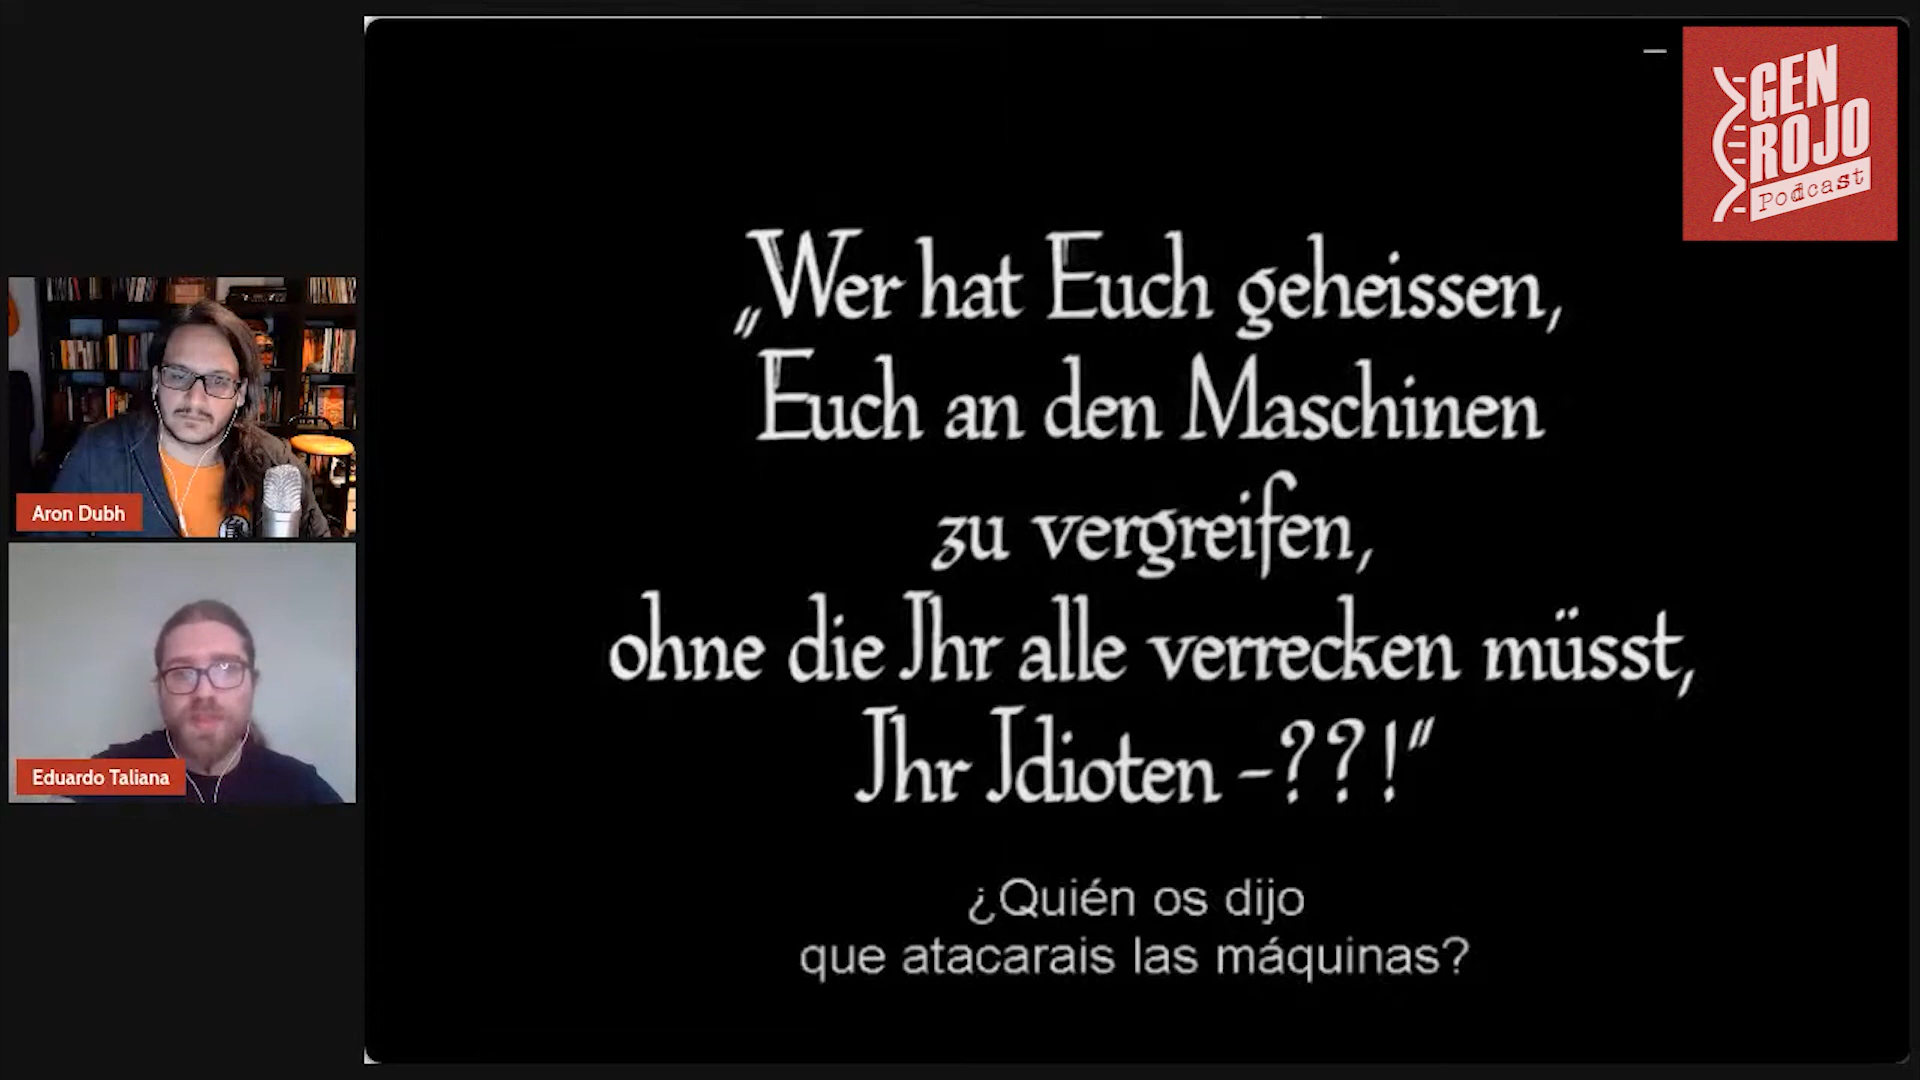 GEN
ROJO
Podcast
„Wer hat Euch geheissen,
Euch an den Maschinen
zu vergreifen,
ohne die Jhr alle verrecken müsst,
Jhr Jdioten -??!“
¿Quién os dijo
que atacarais las máquinas?
Aron Dubh
Eduardo Taliana